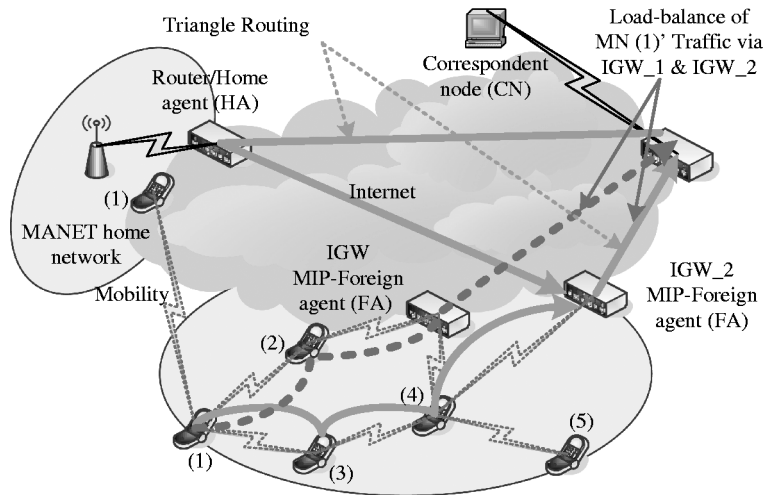 Triangle Routing
Load-balance of
MN (1)' Traffic via
IGW_1 & IGW_2
Correspondent
node (CN)
Router/Home
agent (HA)
(1)
Internet
MANET home
network
IGW
MIP-Foreign
agent (FA)
IGW_2
MIP-Foreign
agent (FA)
Mobility
(2)
(4)
(5)
(1)
(3)